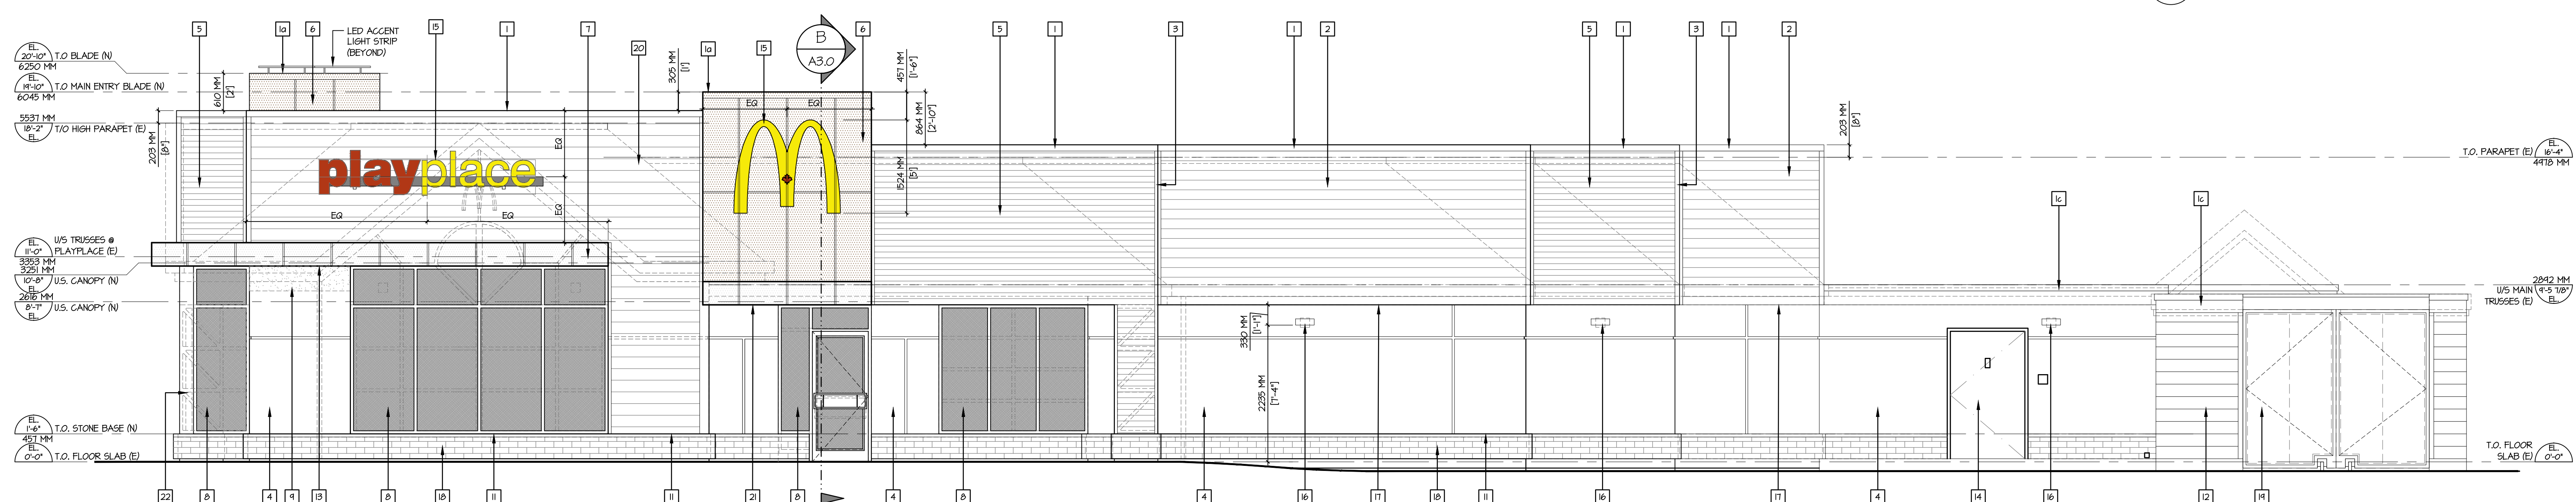 5
1a
6
LED ACCENT
LIGHT STRIP
(BEYOND)
15
1
7
20
1a
15
B
A3.0
6
5
1
3
1
2
5
1
3
1
2
EL.
20'-10"
T.O BLADE (N)
6250 MM
EL.
19'-10"
T.O MAIN ENTRY BLADE (N)
6045 MM
5537 MM
18'-2"
EL.
T/O HIGH PARAPET (E)
203 MM
[8"]
610 MM
[2']
305 MM
[1']
EQ
EQ
457 MM
[1'-6"]
864 MM
[2'-10"]
1524 MM
[5']
203 MM
[8"]
T.O. PARAPET (E)
EL.
16'-4"
4978 MM
playplace
EQ
EQ
EQ
EQ
1c
1c
EL.
11'-0"
U/S TRUSSES @
PLAYPLACE (E)
3353 MM
3251 MM
10'-8"
EL.
U.S. CANOPY (N)
2616 MM
8'-7"
EL.
U.S. CANOPY (N)
2892 MM
U/S MAIN
TRUSSES (E)
9'-5 7/8"
EL.
330 MM
[1'-1"]
2235 MM
[7'-4"]
EL.
1'-6"
T.O. STONE BASE (N)
457 MM
EL.
0'-0"
T.O. FLOOR SLAB (E)
T.O. FLOOR
SLAB (E)
EL.
0'-0"
22
8
4
9
13
8
18
11
11
21
8
4
8
4
16
17
18
11
16
17
4
14
16
12
19